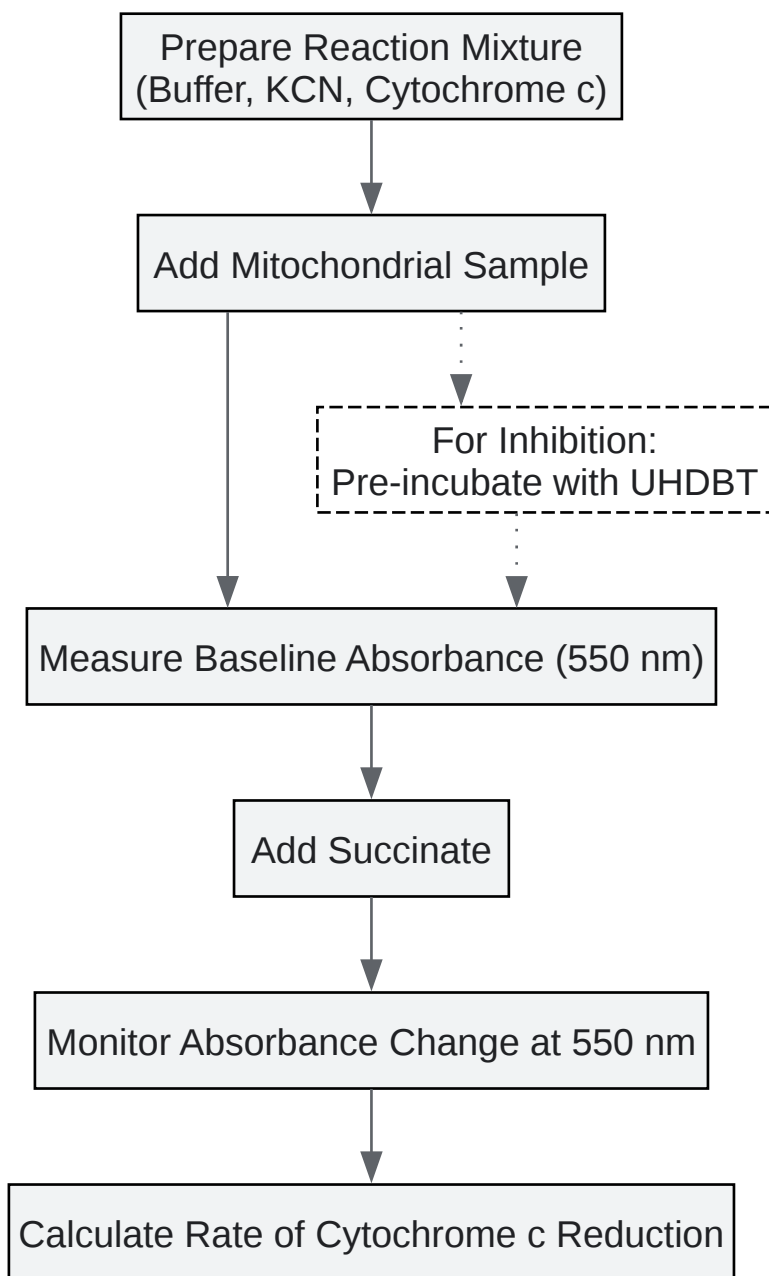 Prepare Reaction Mixture
(Buffer, KCN, Cytochrome c)
Add Mitochondrial Sample
For Inhibition:
Pre-incubate with UHDBT
Measure Baseline Absorbance (550 nm)
Add Succinate
Monitor Absorbance Change at 550 nm
Calculate Rate of Cytochrome c Reduction